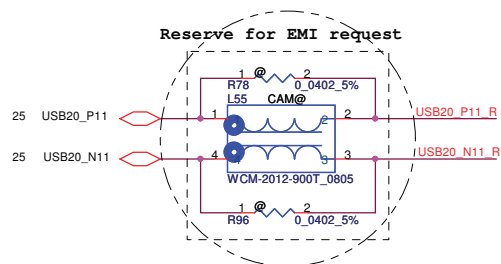 Reserve for EMI request
1 @ 2
R78 0_0402_5%
L55 CAM@
25 USB20_P11 1 2 2 USB20_P11_R
25 USB20_N11 4 3 3 USB20_N11_R
WCM-2012-900T_0805
1 @ 2
R96 0_0402_5%